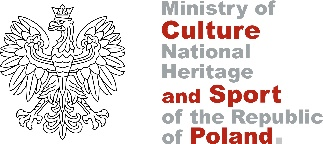 Ministry of
Culture
National
Heritage
and Sport
of the Republic
of Poland.